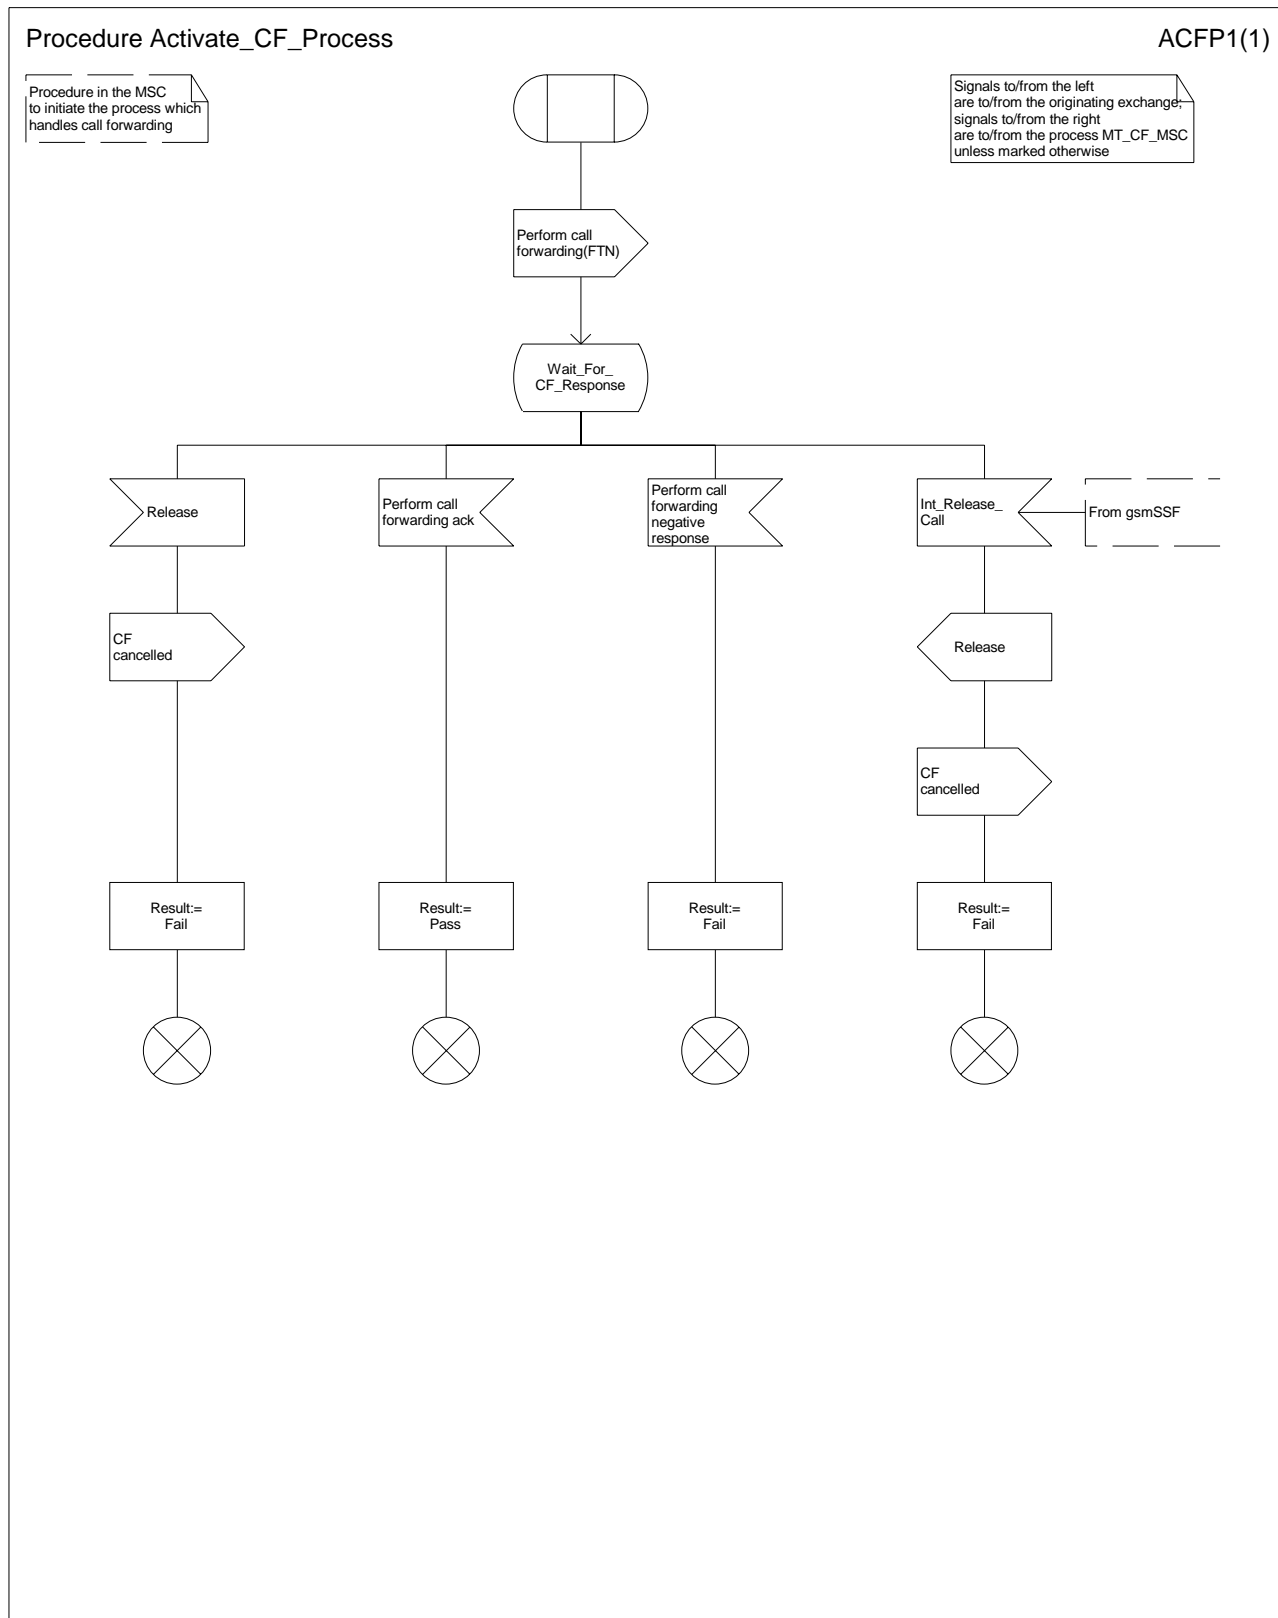 Procedure Activate_CF_Process
ACFP1(1)
Procedure in the MSC
to initiate the process which
handles call forwarding
Signals to/from the left
are to/from the originating exchange;
signals to/from the right
are to/from the process MT_CF_MSC
unless marked otherwise
Perform call
forwarding(FTN)
Wait_For_
CF_Response
Release
Perform call
forwarding ack
Perform call
forwarding
negative
response
Int_Release_
Call
From gsmSSF
CF
cancelled
Release
CF
cancelled
Result:=
Fail
Result:=
Pass
Result:=
Fail
Result:=
Fail